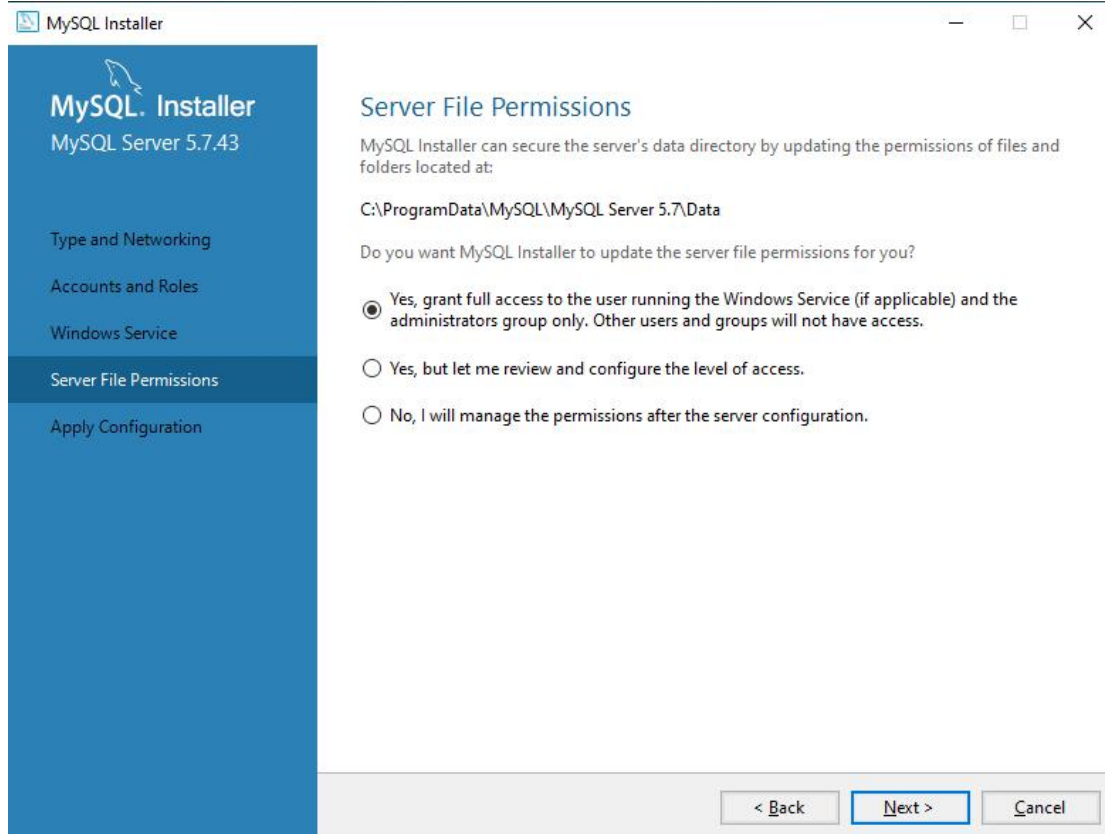 MySQL Installer
MySQL. Installer
MySQL Server 5.7.43
Type and Networking
Accounts and Roles
Windows Service
Server File Permissions
Apply Configuration
Server File Permissions
MySQL Installer can secure the server's data directory by updating the permissions of files and
folders located at:
C:\ProgramData\MySQL\MySQL Server 5.7\Data
Do you want MySQL Installer to update the server file permissions for you?
Yes, grant full access to the user running the Windows Service (if applicable) and the
administrators group only. Other users and groups will not have access.
Yes, but let me review and configure the level of access.
No, I will manage the permissions after the server configuration.
< Back
Next >
Cancel